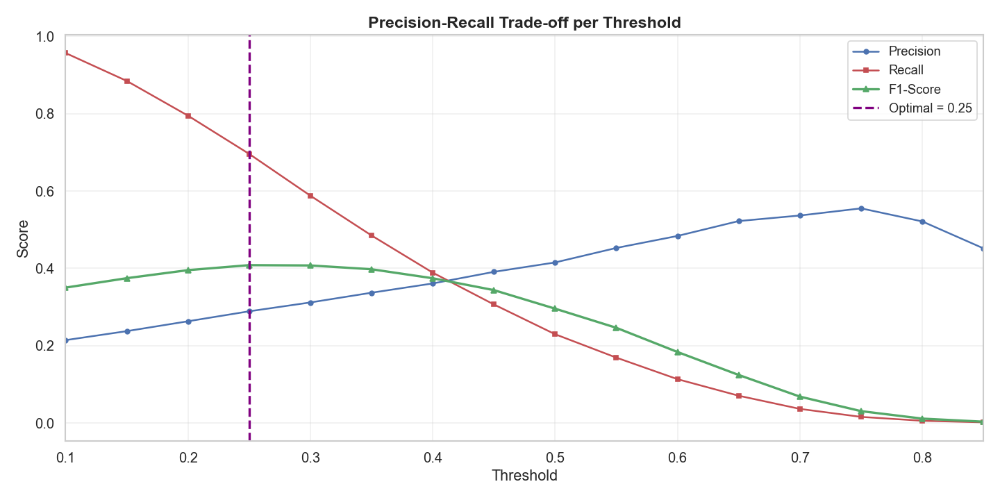 Precision-Recall Trade-off per Threshold
1.0
0.8
0.6
0.4
0.2
0.0
Score
Precision
Recall
F1-Score
Optimal = 0.25
0.1 0.2 0.3 0.4 0.5 0.6 0.7 0.8
Threshold